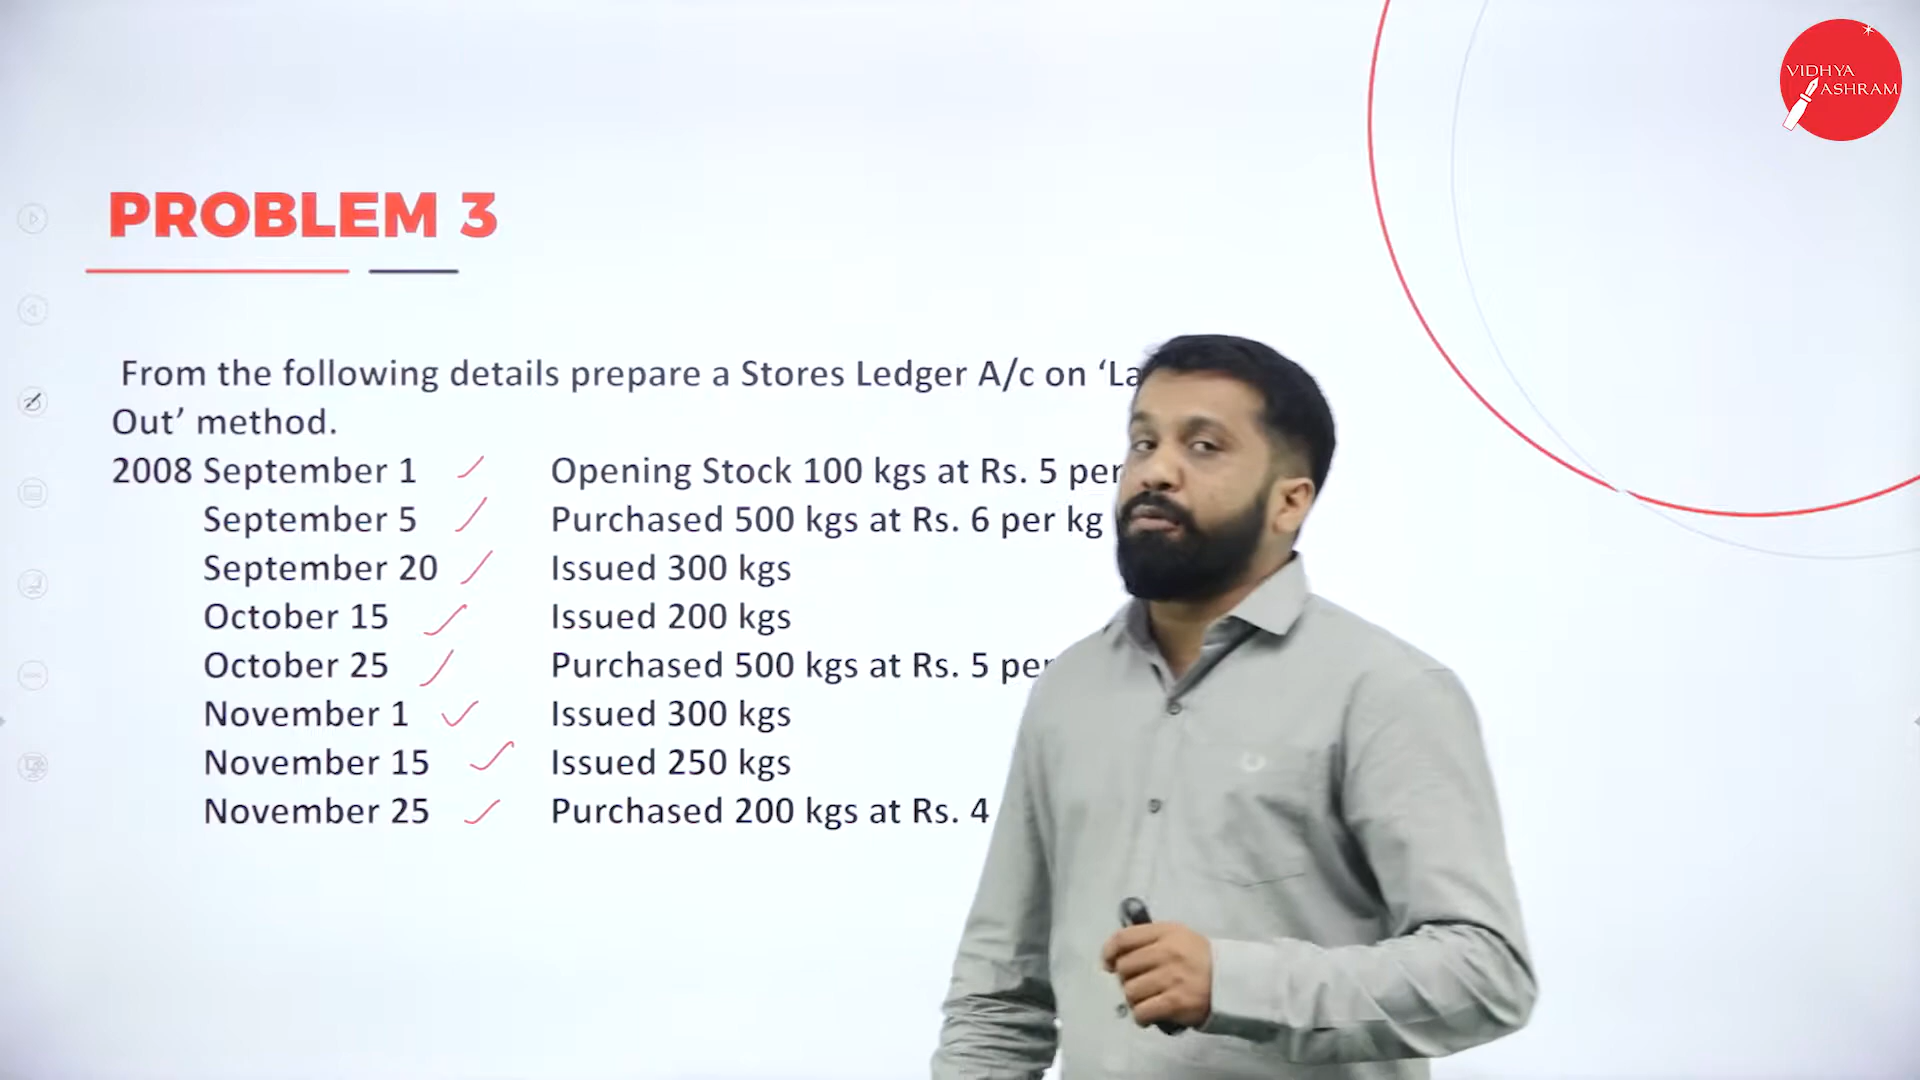 VIDHYA
ASHRAM
PROBLEM 3
From the following details prepare a Stores Ledger A/c on ‘La
Out’ method.
2008 September 1 Opening Stock 100 kgs at Rs. 5 per
September 5 Purchased 500 kgs at Rs. 6 per kg
September 20 Issued 300 kgs
October 15 Issued 200 kgs
October 25 Purchased 500 kgs at Rs. 5 per
November 1 Issued 300 kgs
November 15 Issued 250 kgs
November 25 Purchased 200 kgs at Rs. 4